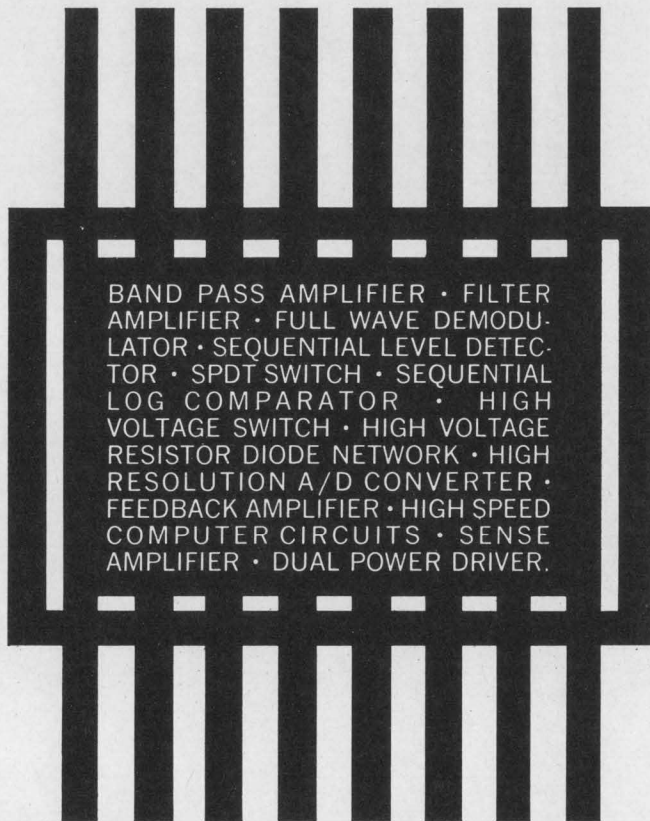 BAND PASS AMPLIFIER • FILTER
AMPLIFIER • FULL WAVE DEMODU-
LATOR • SEQUENTIAL LEVEL DETEC-
TOR • SPDT SWITCH • SEQUENTIAL
LOG COMPARATOR • HIGH
VOLTAGE SWITCH • HIGH VOLTAGE
RESISTOR DIODE NETWORK • HIGH
RESOLUTION A/D CONVERTER •
FEEDBACK AMPLIFIER • HIGH SPEED
COMPUTER CIRCUITS • SENSE
AMPLIFIER • DUAL POWER DRIVER.